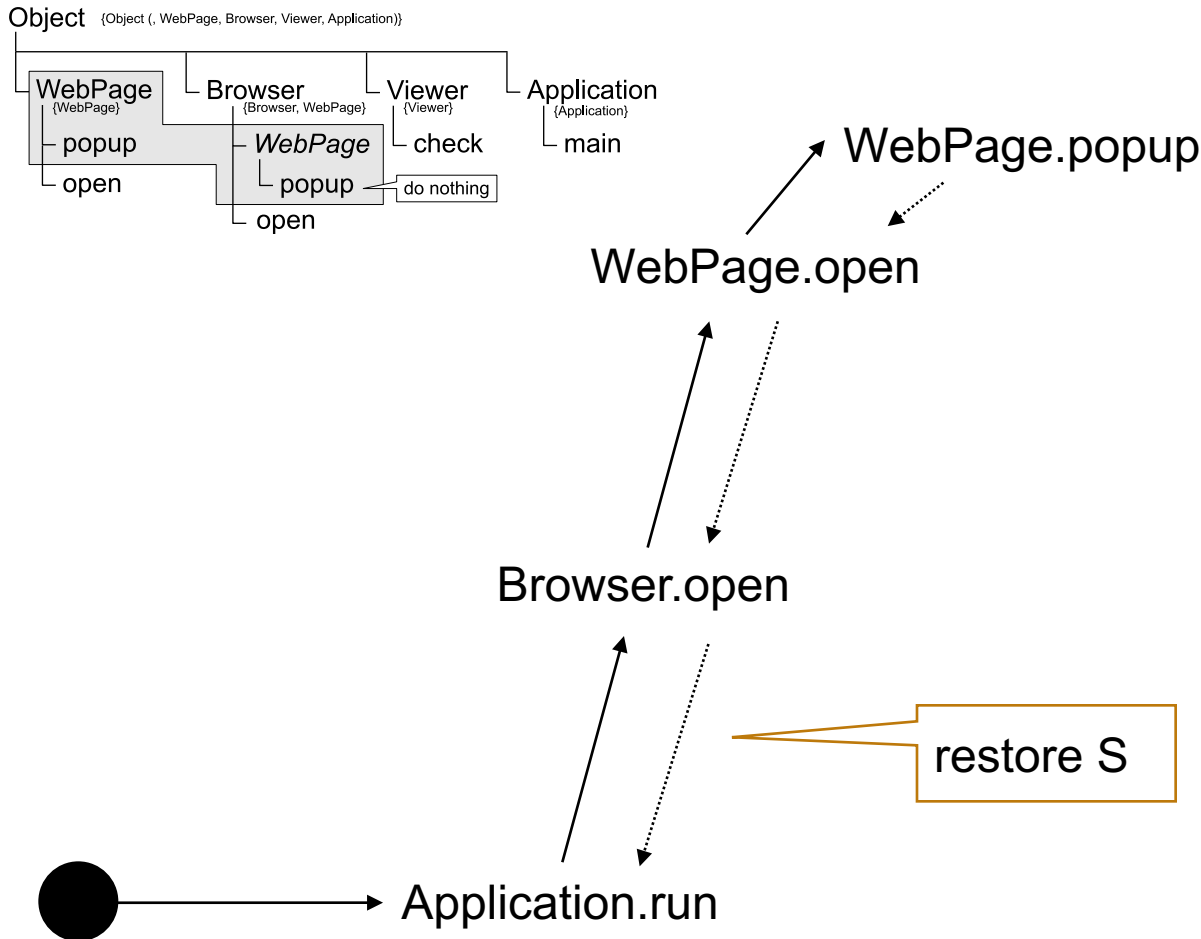 Object {Object (, WebPage, Browser, Viewer, Application)}
WebPage Browser Viewer Application
{WebPage} {Browser, WebPage} {Viewer} {Application}
popup WebPage check main
open popup do nothing
open
WebPage.popup
WebPage.open
Browser.open
restore S
Application.run